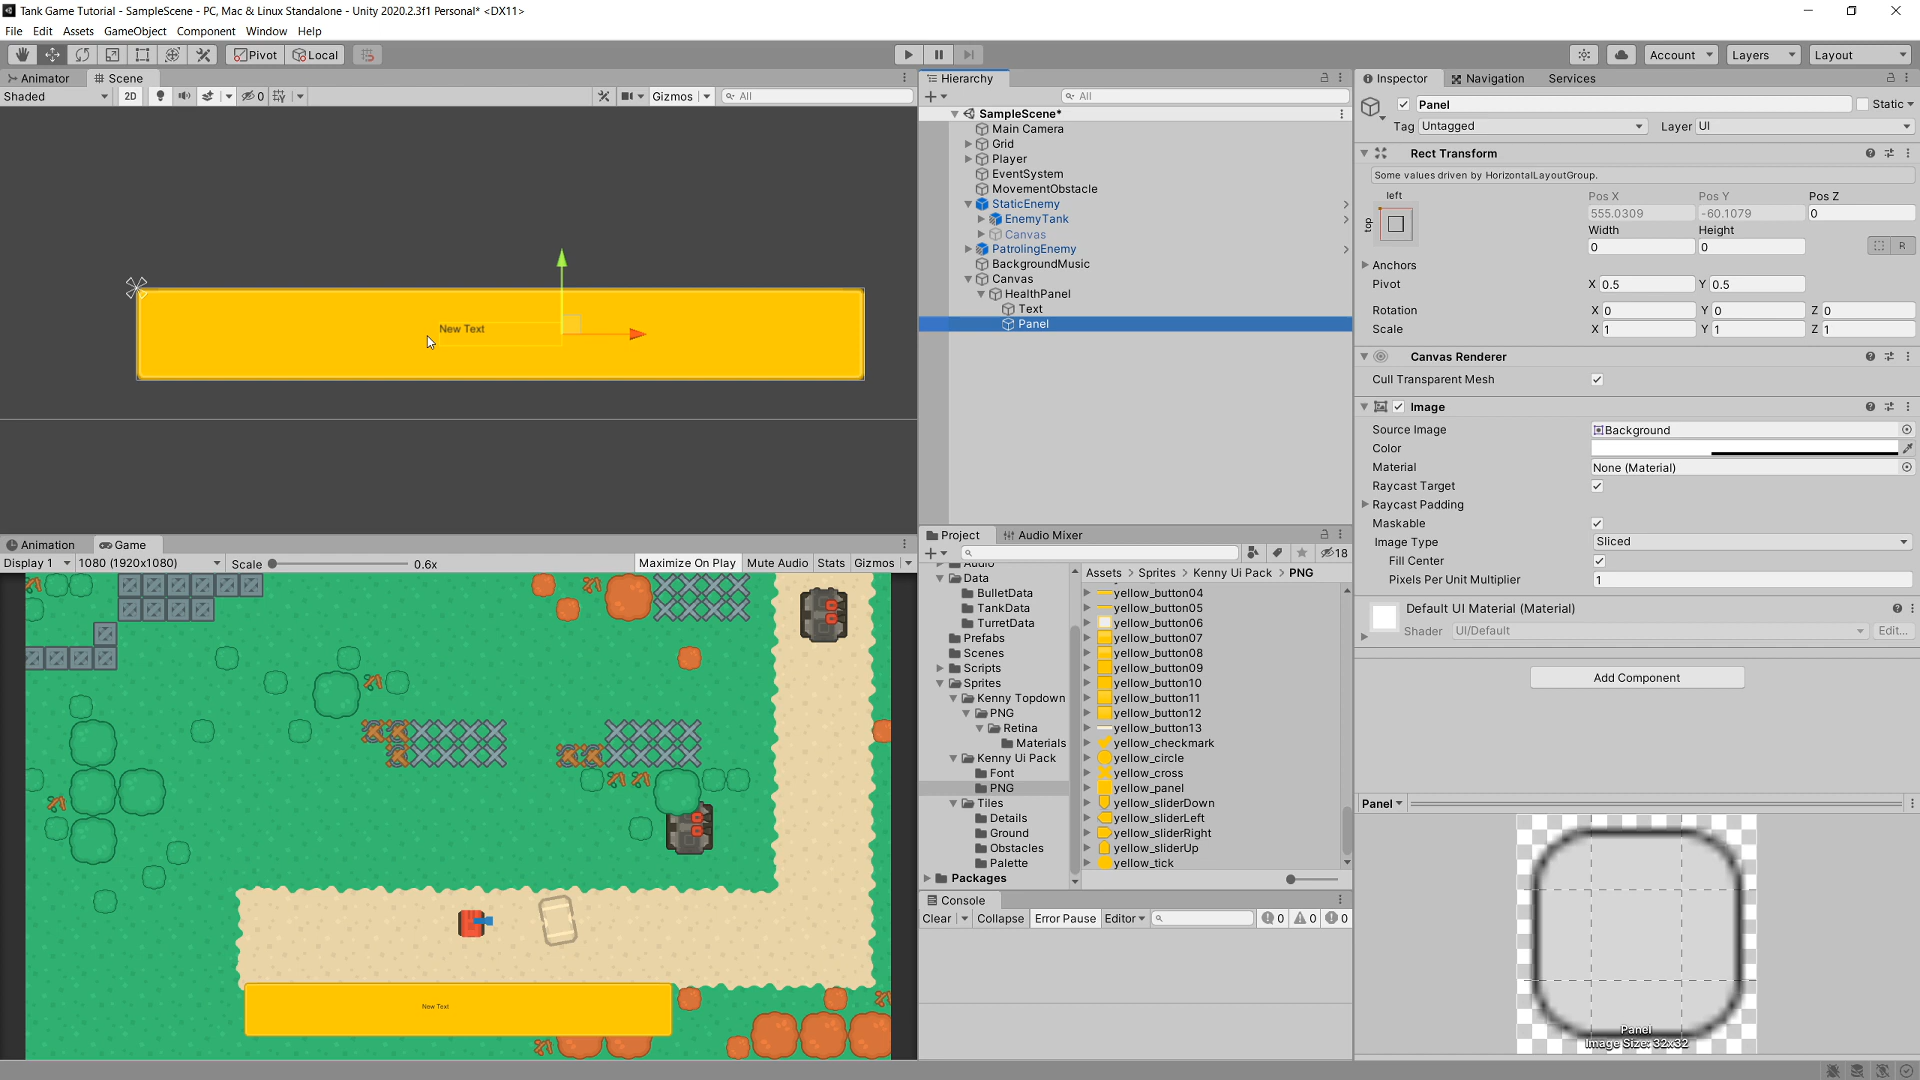 Tank Game Tutorial - SampleScene - PC, Mac & Linux Standalone - Unity 2020.2.3f1 Personal* <DX11>
File Edit Assets GameObject Component Window Help
Pivot Local Account Layers Layout
Animator Scene
Shaded 2D 0 Gizmos All
New Text
Animation Game
Display 1 1080 (1920x1080) Scale 0.6x Maximize On Play Mute Audio Stats Gizmos
New Text
Hierarchy
All
SampleScene*
Main Camera
Grid
Player
EventSystem
MovementObstacle
StaticEnemy
EnemyTank
Canvas
PatrolingEnemy
BackgroundMusic
Canvas
HealthPanel
Text
Panel
Project Audio Mixer
18
Audio
Data
BulletData
TankData
TurretData
Prefabs
Scenes
Scripts
Sprites
Kenny Topdown
PNG
Retina
Materials
Kenny Ui Pack
Font
PNG
Tiles
Details
Ground
Obstacles
Palette
Packages
Assets > Sprites > Kenny Ui Pack > PNG
yellow_button04
yellow_button05
yellow_button06
yellow_button07
yellow_button08
yellow_button09
yellow_button10
yellow_button11
yellow_button12
yellow_button13
yellow_checkmark
yellow_circle
yellow_cross
yellow_panel
yellow_sliderDown
yellow_sliderLeft
yellow_sliderRight
yellow_sliderUp
yellow_tick
Console
Clear Collapse Error Pause Editor 0 0 0
Inspector Navigation Services
Panel Static
Tag Untagged Layer UI
Rect Transform
Some values driven by HorizontalLayoutGroup.
left Pos X Pos Y Pos Z
top 555.0309 -60.1079 0
Width Height
0 0 R
Anchors
Pivot X 0.5 Y 0.5
Rotation X 0 Y 0 Z 0
Scale X 1 Y 1 Z 1
Canvas Renderer
Cull Transparent Mesh
Image
Source Image Background
Color
Material None (Material)
Raycast Target
Raycast Padding
Maskable
Image Type Sliced
Fill Center
Pixels Per Unit Multiplier 1
Default UI Material (Material)
Shader UI/Default Edit...
Add Component
Panel
Panel
Image Size: 32x32